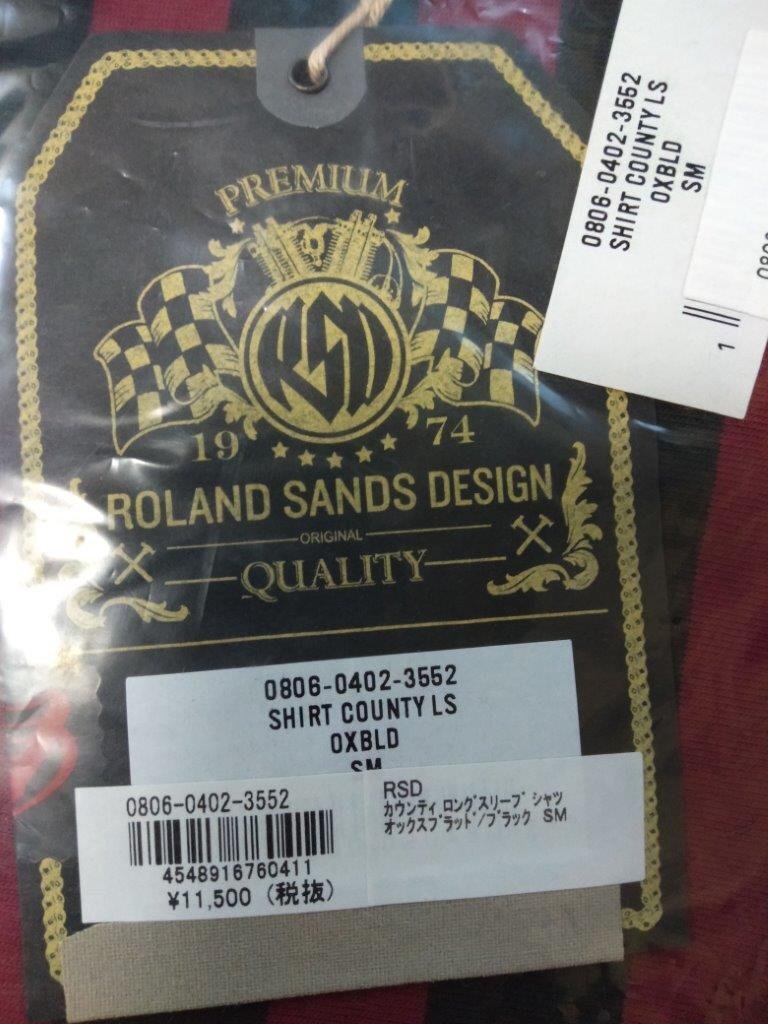 PREMIUM
RSD
19 74
ROLAND SANDS DESIGN
ORIGINAL
QUALITY
0806-0402-3552
SHIRT COUNTY LS
OXBLD
SM
0806-0402-3552
4548916760411
¥11,500 (税抜)
RSD
カウンティ ロングスリーブ シャツ
オックスブラッド/ブラック SM
0806-0402-3552
SHIRT COUNTY LS
OXBLD
SM
1